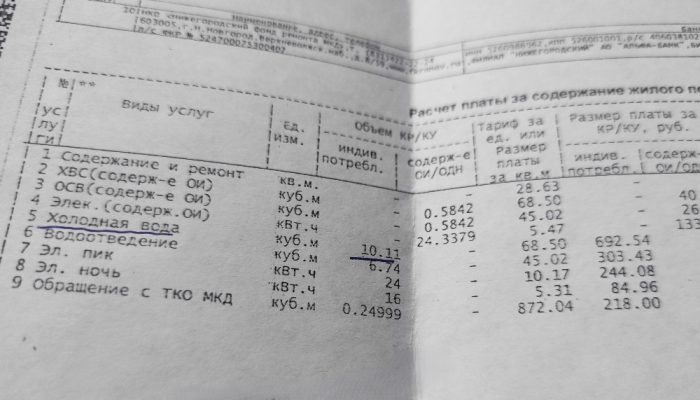 Наименование, адрес, телефон
Банк
Расчет платы за содержание жилого по
№ ** Виды услуг Ед. изм. Объем КР/КУ Тариф за ед. или Размер платы за кв.м Размер платы за КР/КУ, руб.
ус лу ги индив. потребл. содерж-е ОИ/ОДН индив. потребл. содерж- ОИ/О
1 Содержание и ремонт кв.м. - - 28.63 -
2 ХВС(содерж-е ОИ) куб.м - 0.5842 68.50 - 40
3 ОСВ(содерж-е ОИ) куб.м - 0.5842 45.02 - 26
4 Элек.(содерж.ОИ) кВт.ч - 24.3379 5.47 - 133
5 Холодная вода куб.м 10.11 - 68.50 692.54
6 Водоотведение куб.м 6.74 - 45.02 303.43
7 Эл. пик кВт.ч 24 - 10.17 244.08
8 Эл. ночь кВт.ч 16 - 5.31 84.96
9 Обращение с ТКО МКД куб.м 0.24999 - 872.04 218.00